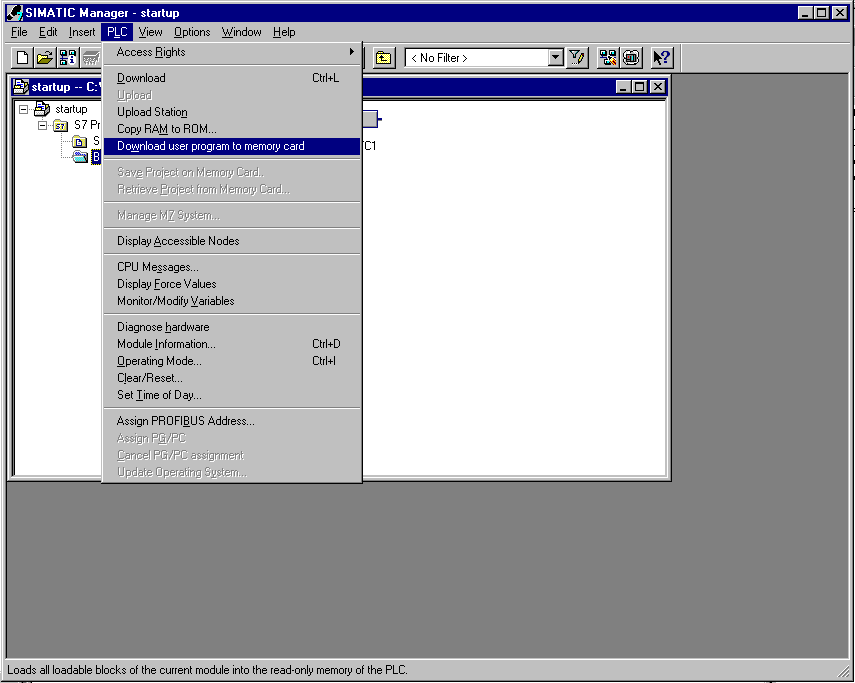 SIMATIC Manager - startup
File Edit Insert PLC View Options Window Help
< No Filter >
startup -- C:\
startup
S7 Pr
S
B
FC1
Access Rights
Download Ctrl+L
Upload
Upload Station
Copy RAM to ROM...
Download user program to memory card
Save Project on Memory Card..
Retrieve Project from Memory Card...
Manage M7 System...
Display Accessible Nodes
CPU Messages...
Display Force Values
Monitor/Modify Variables
Diagnose hardware
Module Information... Ctrl+D
Operating Mode... Ctrl+I
Clear/Reset...
Set Time of Day...
Assign PROFIBUS Address...
Assign PG/PC
Cancel PG/PC assignment
Update Operating System...
Loads all loadable blocks of the current module into the read-only memory of the PLC.